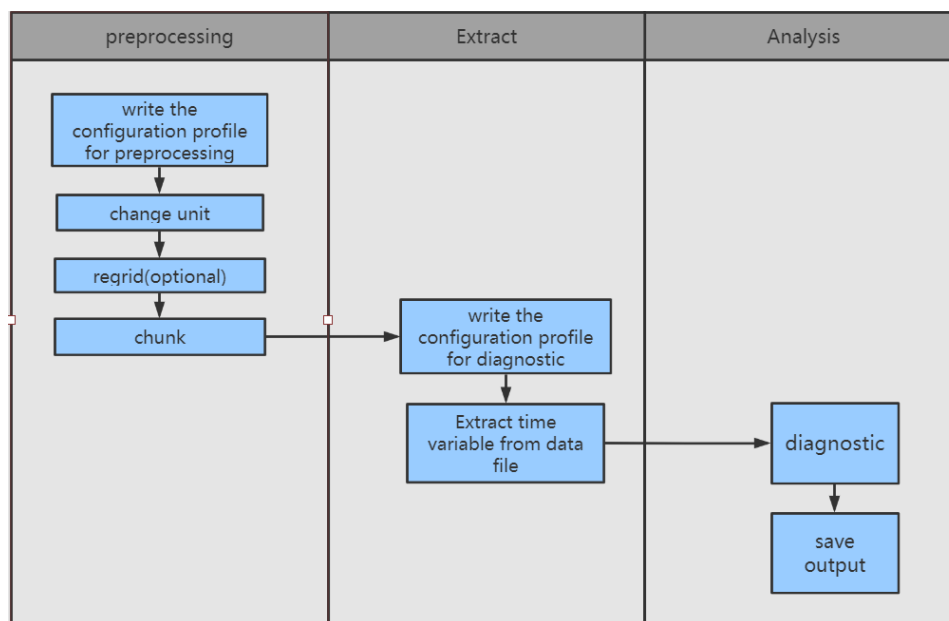 preprocessing
Extract
Analysis
write the
configuration profile
for preprocessing
change unit
regrid(optional)
chunk
write the
configuration profile
for diagnostic
Extract time
variable from data
file
diagnostic
save
output